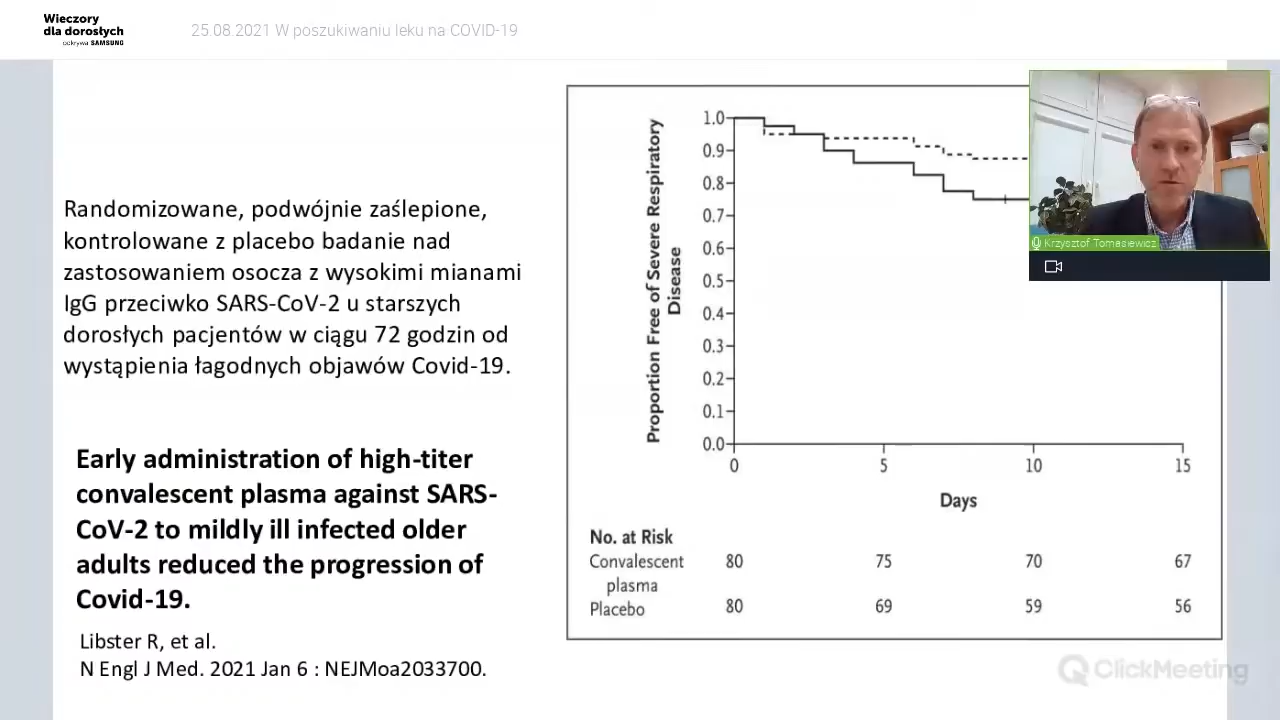 Wieczory
dla dorosłych
odkrywa SAMSUNG
25.08.2021 W poszukiwaniu leku na COVID-19
Randomizowane, podwójnie zaślepione,
kontrolowane z placebo badanie nad
zastosowaniem osocza z wysokimi mianami
IgG przeciwko SARS-CoV-2 u starszych
dorosłych pacjentów w ciągu 72 godzin od
wystąpienia łagodnych objawów Covid-19.
Early administration of high-titer
convalescent plasma against SARS-
CoV-2 to mildly ill infected older
adults reduced the progression of
Covid-19.
Libster R, et al.
N Engl J Med. 2021 Jan 6 : NEJMoa2033700.
Proportion Free of Severe Respiratory
Disease
1.0
0.9
0.8
0.7
0.6
0.5
0.4
0.3
0.2
0.1
0.0
0 5 10 15
Days
No. at Risk
Convalescent
plasma
80 75 70 67
Placebo 80 69 59 56
Krzysztof Tomasiewicz
ClickMeeting